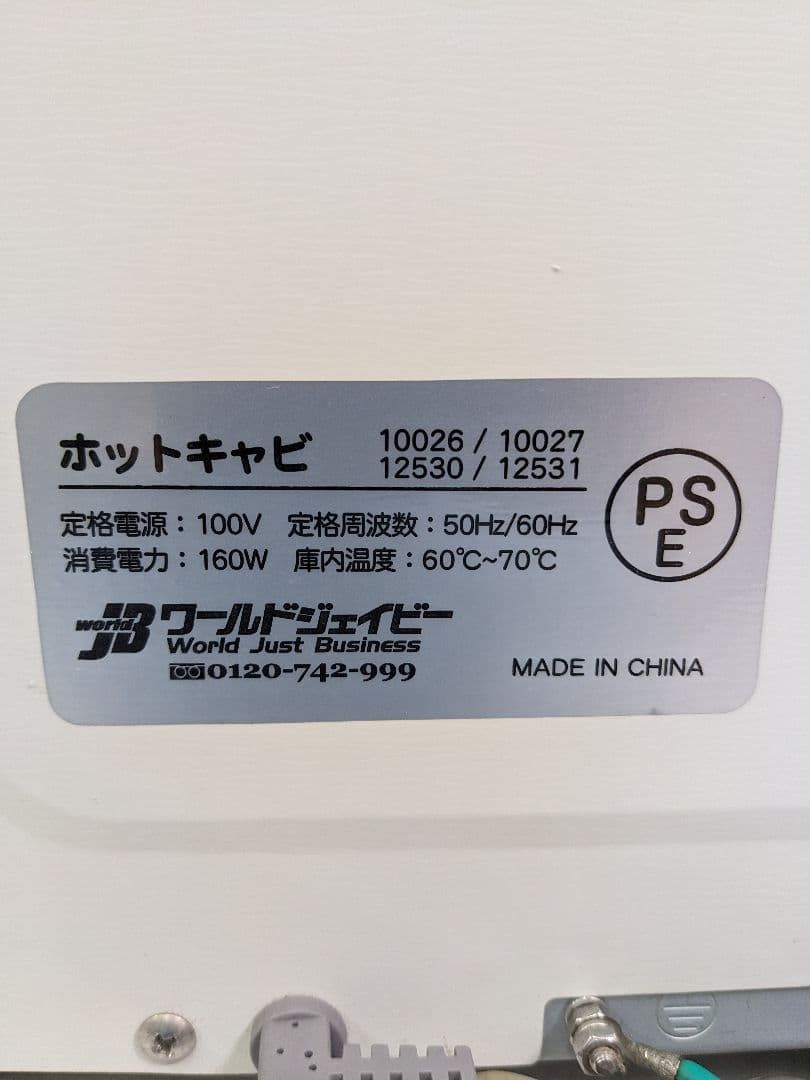 ホットキャビ 10026 / 10027
12530 / 12531
定格電源：100V 定格周波数：50Hz/60Hz
消費電力：160W 庫内温度：60℃~70℃
PS
E
world JB ワールドジェイビー
World Just Business
0120-742-999
MADE IN CHINA